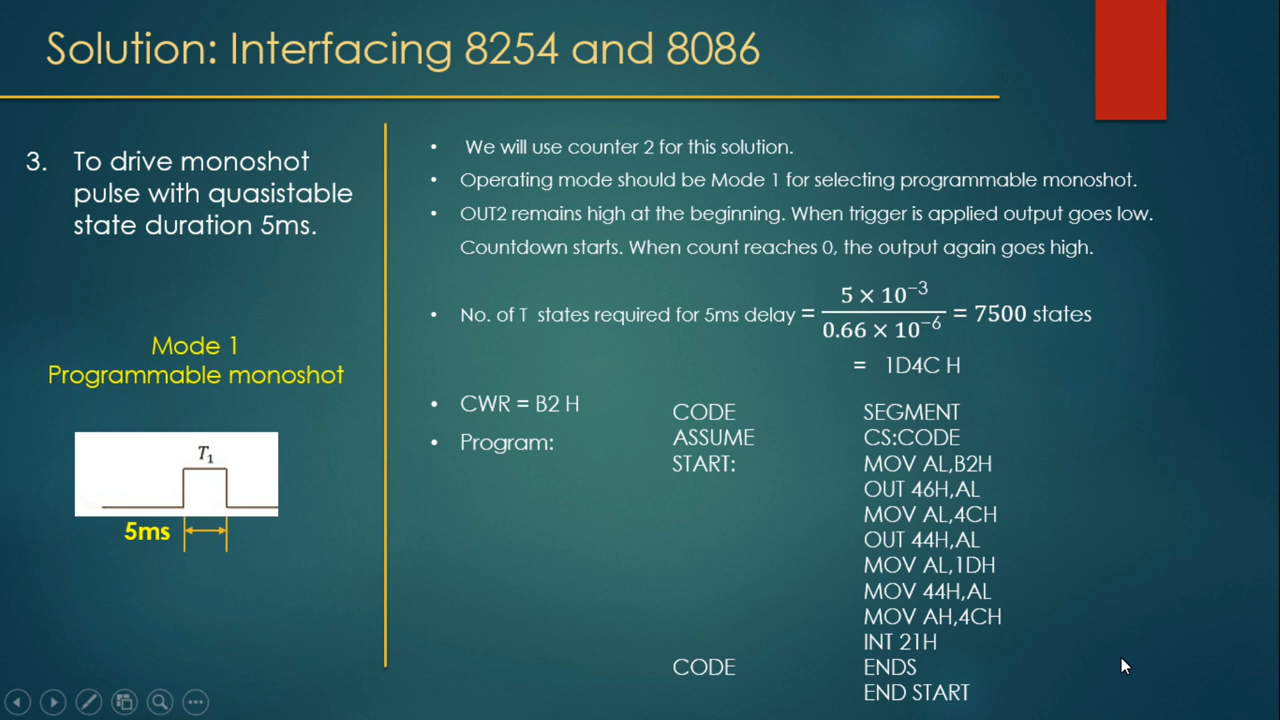 Solution: Interfacing 8254 and 8086
3. To drive monoshot
pulse with quasistable
state duration 5ms.
Mode 1
Programmable monoshot
T₁
5ms
• We will use counter 2 for this solution.
• Operating mode should be Mode 1 for selecting programmable monoshot.
• OUT2 remains high at the beginning. When trigger is applied output goes low.
Countdown starts. When count reaches 0, the output again goes high.
• No. of T states required for 5ms delay = (5 × 10⁻³)/(0.66 × 10⁻⁶) = 7500 states
= 1D4C H
• CWR = B2 H
• Program:
CODE SEGMENT
ASSUME CS:CODE
START: MOV AL,B2H
OUT 46H,AL
MOV AL,4CH
OUT 44H,AL
MOV AL,1DH
MOV 44H,AL
MOV AH,4CH
INT 21H
CODE ENDS
END START